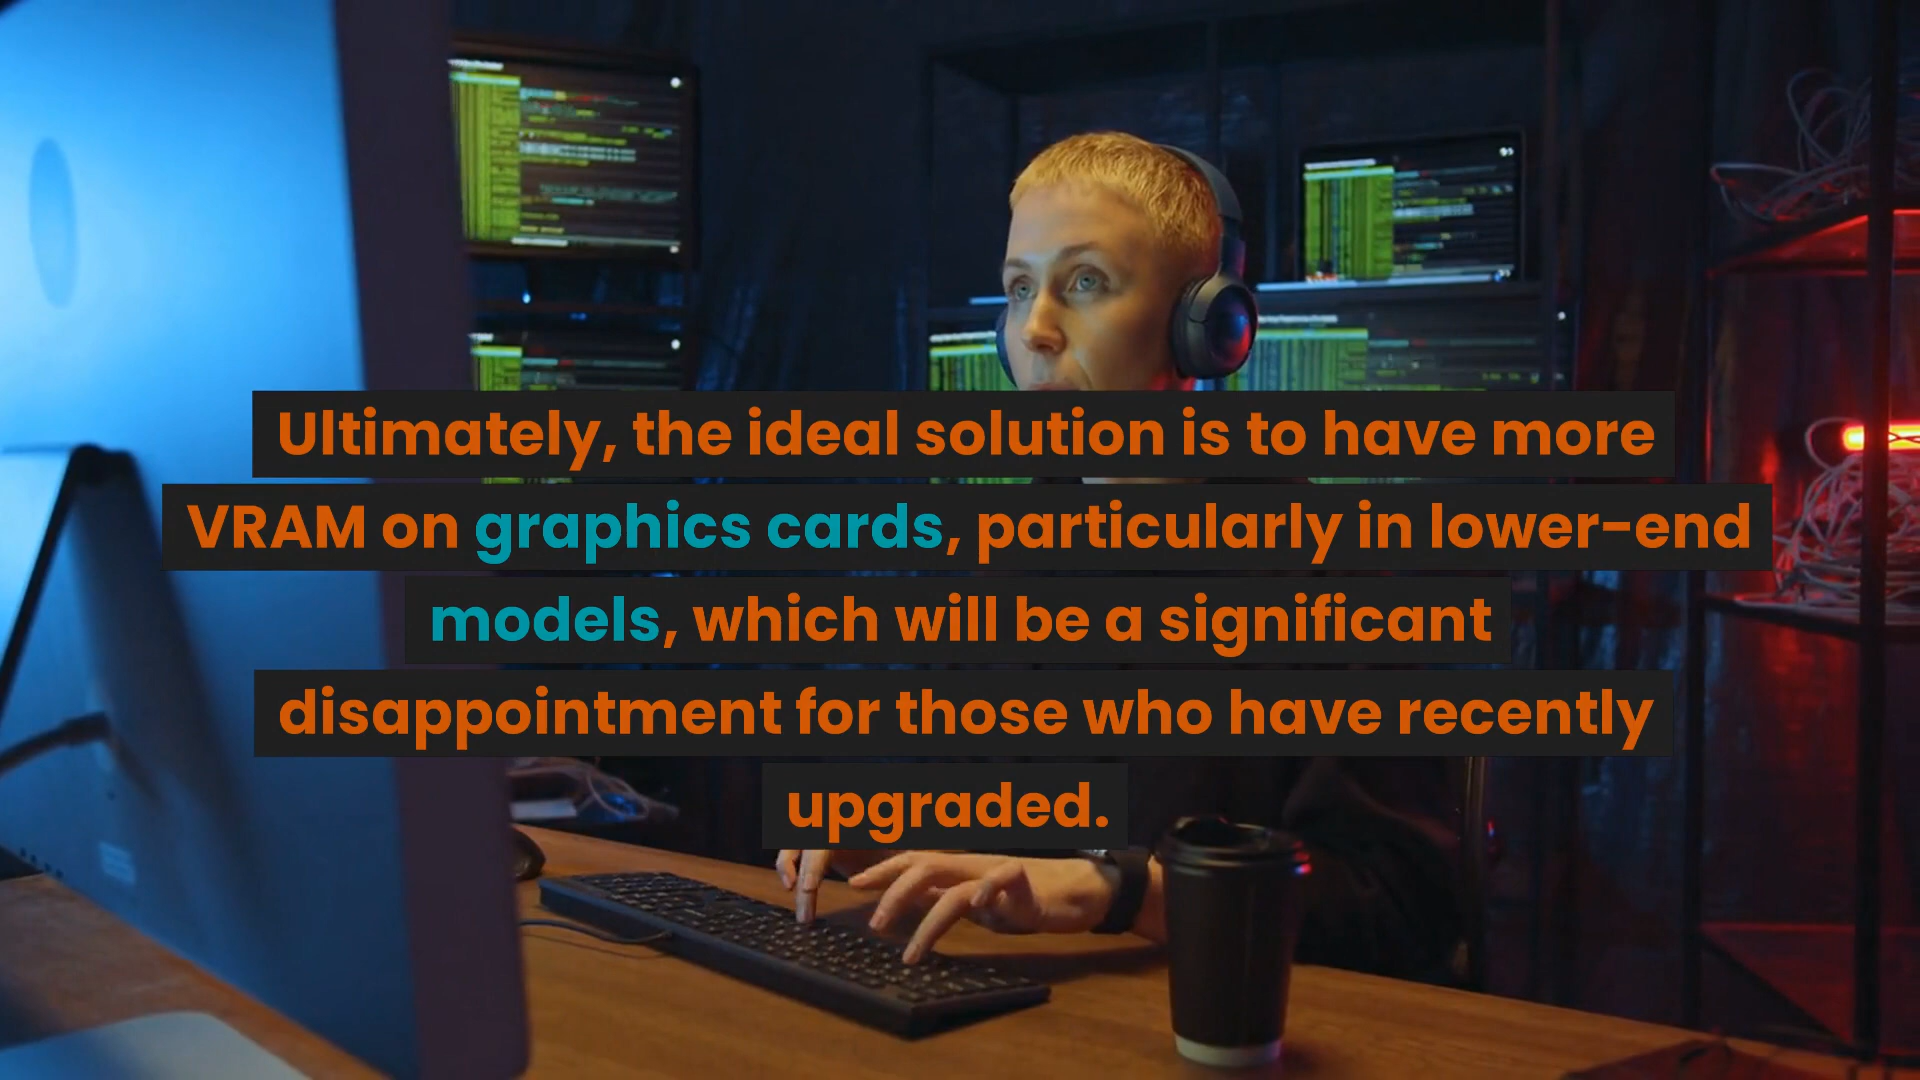 Ultimately, the ideal solution is to have more
VRAM on graphics cards, particularly in lower-end
models, which will be a significant
disappointment for those who have recently
upgraded.